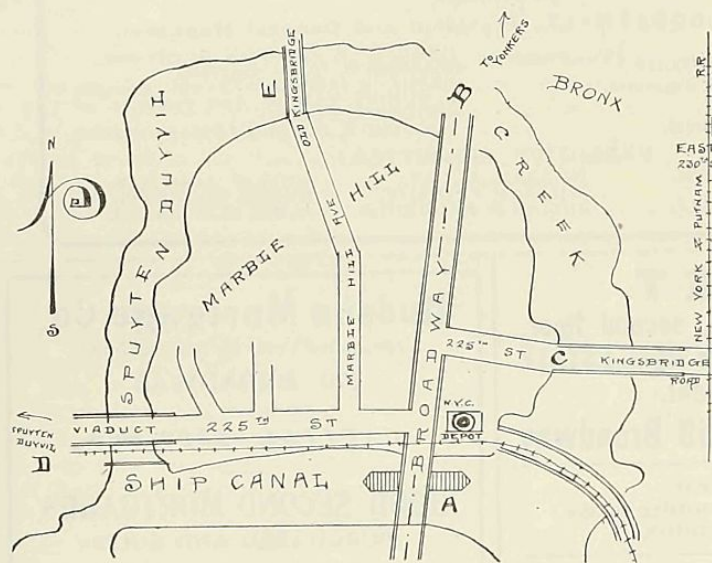 TO YONKERS
BRONX
B
E
OLD KINGSBRIDGE
R.R.
EAST
230TH
SPUYTEN DUYVIL
CREEK
N
S
MARBLE HILL
MARBLE HILL AVE
BROADWAY
NEW YORK & PUTNAM
225TH ST
C
KINGSBRIDGE
ROAD
N.Y.C.
DEPOT
SPUYTEN
DUYVIL
VIADUCT
225TH ST
D
BROADWAY
SHIP CANAL
A